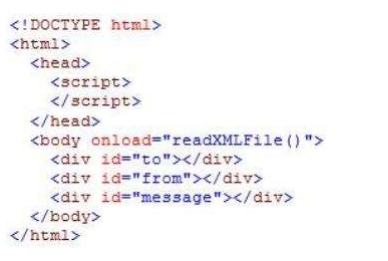 <!DOCTYPE html>
<html>
  <head>
    <script>
    </script>
  </head>
  <body onload="readXMLFile()">
    <div id="to"></div>
    <div id="from"></div>
    <div id="message"></div>
  </body>
</html>